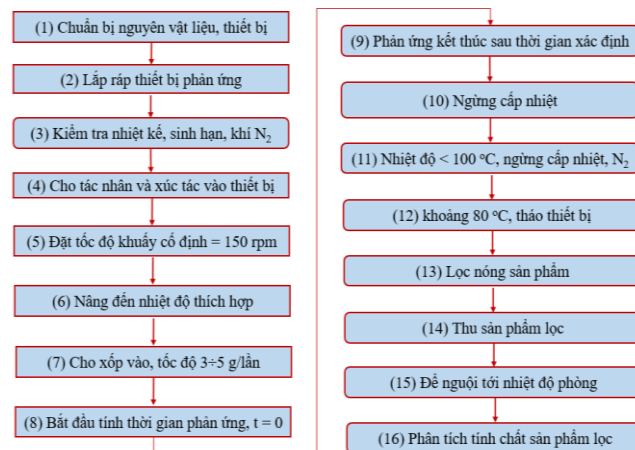 (1) Chuẩn bị nguyên vật liệu, thiết bị
(2) Lắp ráp thiết bị phản ứng
(3) Kiểm tra nhiệt kế, sinh hạn, khí N₂
(4) Cho tác nhân và xúc tác vào thiết bị
(5) Đặt tốc độ khuấy cố định = 150 rpm
(6) Nâng đến nhiệt độ thích hợp
(7) Cho xốp vào, tốc độ 3÷5 g/lần
(8) Bắt đầu tính thời gian phản ứng, t = 0
(9) Phản ứng kết thúc sau thời gian xác định
(10) Ngừng cấp nhiệt
(11) Nhiệt độ < 100 °C, ngừng cấp nhiệt, N₂
(12) khoảng 80 °C, tháo thiết bị
(13) Lọc nóng sản phẩm
(14) Thu sản phẩm lọc
(15) Để nguội tới nhiệt độ phòng
(16) Phân tích tính chất sản phẩm lọc